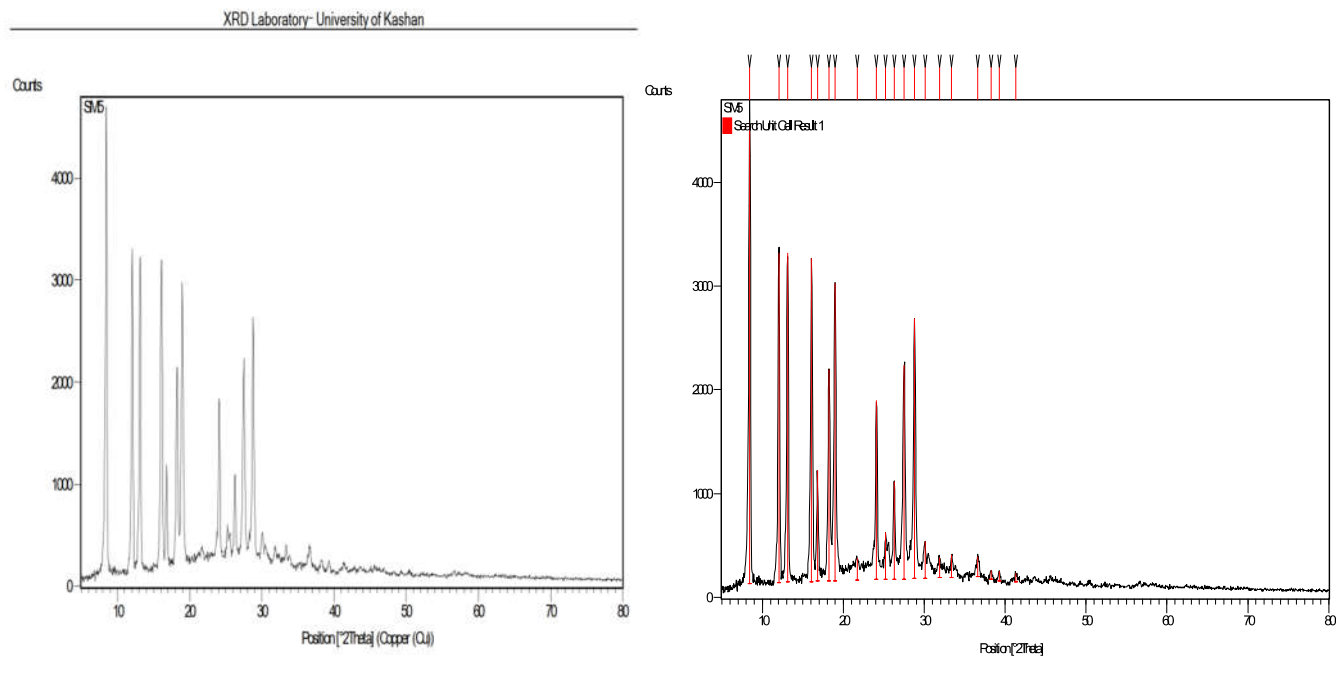 XRD Laboratory- University of Kashan
Counts
SM5
4000
3000
2000
1000
0
10 20 30 40 50 60 70 80
Position [°2Theta] (Copper (Cu))
Counts
SM5
Search Unit Cell Result 1
4000
3000
2000
1000
0
10 20 30 40 50 60 70 80
Position [°2Theta]